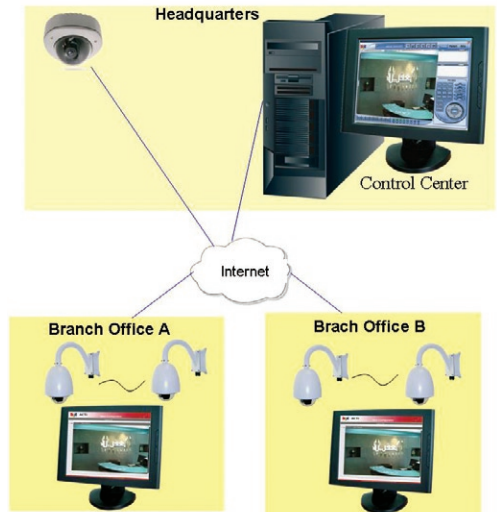 Headquarters
Control Center
Internet
Branch Office A
Brach Office B